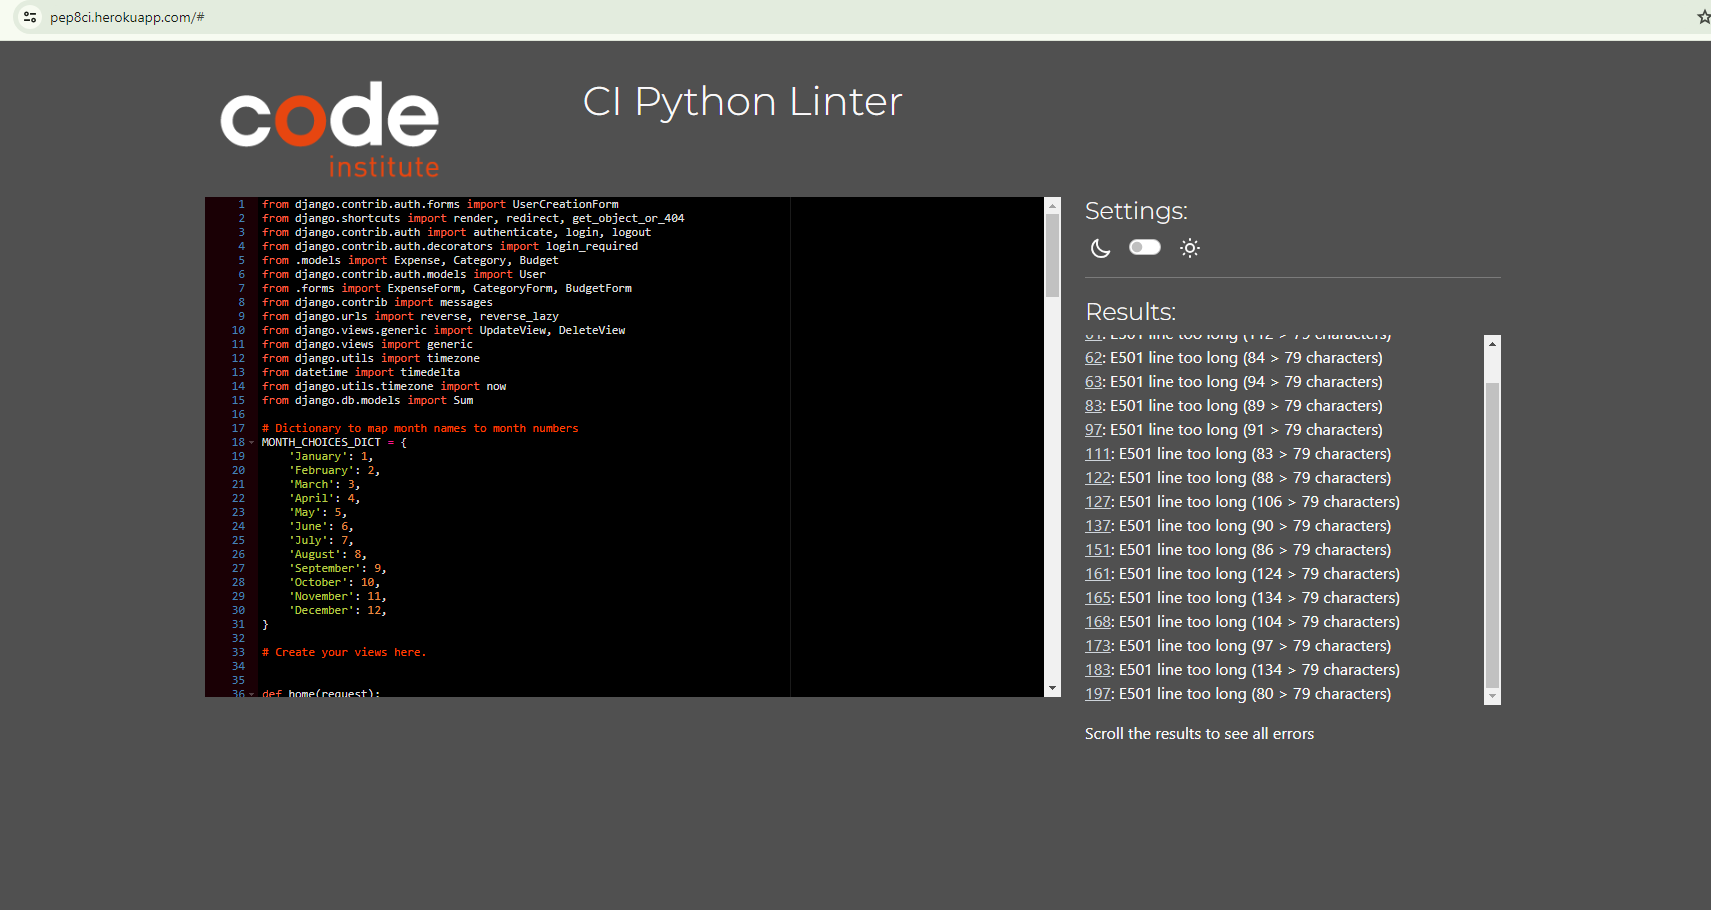 pep8ci.herokuapp.com/#
code
institute
CI Python Linter
1 from django.contrib.auth.forms import UserCreationForm
2 from django.shortcuts import render, redirect, get_object_or_404
3 from django.contrib.auth import authenticate, login, logout
4 from django.contrib.auth.decorators import login_required
5 from .models import Expense, Category, Budget
6 from django.contrib.auth.models import User
7 from .forms import ExpenseForm, CategoryForm, BudgetForm
8 from django.contrib import messages
9 from django.urls import reverse, reverse_lazy
10 from django.views.generic import UpdateView, DeleteView
11 from django.views import generic
12 from django.utils import timezone
13 from datetime import timedelta
14 from django.utils.timezone import now
15 from django.db.models import Sum
16
17 # Dictionary to map month names to month numbers
18 MONTH_CHOICES_DICT = {
19 'January': 1,
20 'February': 2,
21 'March': 3,
22 'April': 4,
23 'May': 5,
24 'June': 6,
25 'July': 7,
26 'August': 8,
27 'September': 9,
28 'October': 10,
29 'November': 11,
30 'December': 12,
31 }
32
33 # Create your views here.
34
35
36 def home(request):
Settings:
Results:
61: E501 line too long (112 > 79 characters)
62: E501 line too long (84 > 79 characters)
63: E501 line too long (94 > 79 characters)
83: E501 line too long (89 > 79 characters)
97: E501 line too long (91 > 79 characters)
111: E501 line too long (83 > 79 characters)
122: E501 line too long (88 > 79 characters)
127: E501 line too long (106 > 79 characters)
137: E501 line too long (90 > 79 characters)
151: E501 line too long (86 > 79 characters)
161: E501 line too long (124 > 79 characters)
165: E501 line too long (134 > 79 characters)
168: E501 line too long (104 > 79 characters)
173: E501 line too long (97 > 79 characters)
183: E501 line too long (134 > 79 characters)
197: E501 line too long (80 > 79 characters)
Scroll the results to see all errors